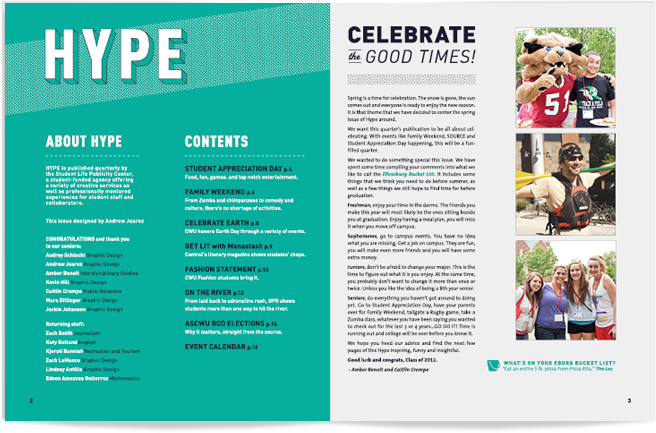 HYPE
ABOUT HYPE
HYPE is published quarterly by
the Student Life Publicity Center,
a student-funded agency offering
a variety of creative services as
well as professionally mentored
experiences for student staff and
collaborators.
This issue designed by Andrew Juarez
CONGRATULATIONS and thank you
to our seniors:
Audrey Schlecht Graphic Design
Andrew Juarez Graphic Design
Amber Benoit Interdisciplinary Studies
Kevin Hill Graphic Design
Caitlin Crompe Public Relations
Mara Dillinger Graphic Design
Jackie Johanson Graphic Design
Returning staff:
Zach Smith Journalism
Katy Rutland English
Kjersti Bannish Recreation and Tourism
Zach LaMance Graphic Design
Lindsey Antilla Graphic Design
Edson Amezcua Gutierrez Mathematics
2
CONTENTS
STUDENT APPRECIATION DAY p.4
Food, fun, games, and top notch entertainment.
FAMILY WEEKEND p.6
From Zumba and chimpanzees to comedy and
culture, there's no shortage of activities.
CELEBRATE EARTH p.8
CWU honors Earth Day through a variety of events.
GET LIT with Manastash p.9
Central's literary magazine shows students' chops.
FASHION STATEMENT p.10
CWU Fashion students bring it.
ON THE RIVER p.12
From laid back to adrenaline rush, OPR shows
students more than one way to hit the river.
ASCWU BOD ELECTIONS p.14
Why it matters, straight from the source.
EVENT CALENDAR p.16
CELEBRATE
the GOOD TIMES!
Spring is a time for celebration. The snow is gone, the sun
comes out and everyone is ready to enjoy the new season.
It is that theme that we have decided to center the spring
issue of Hype around.
We want this quarter's publication to be all about cel-
ebrating. With events like Family Weekend, SOURCE and
Student Appreciation Day happening, this will be a fun-
filled quarter.
We wanted to do something special this issue. We have
spent some time compiling your comments into what we
like to call the Ellensburg Bucket List. It includes some
things that we think you need to do before summer, as
well as a few things we still hope to find time for before
graduation.
Freshman, enjoy your time in the dorms. The friends you
make this year will most likely be the ones sitting beside
you at graduation. Enjoy having a meal plan, you will miss
it when you move off campus.
Sophomores, go to campus events. You have no idea
what you are missing. Get a job on campus. They are fun,
you will make even more friends and you will have some
extra money.
Juniors, don't be afraid to change your major. This is the
time to figure out what it is you enjoy. At the same time,
you probably don't want to change it more than once or
twice. Unless you like the idea of being a 8th year senior.
Seniors, do everything you haven't got around to doing
yet. Go to Student Appreciation Day, have your parents
over for Family Weekend, tailgate a Rugby game, take a
Zumba class, whatever you have been saying you wanted
to check out for the last 3 or 4 years...GO DO IT! Time is
running out and college will be over before you know it.
We hope you heed our advice and find the next few
pages of this Hype inspiring, funny and insightful.
Good luck and congrats, Class of 2012.
- Amber Benoit and Caitlin Crompe
51
TRACK & FIELD
WHAT'S ON YOUR EBURG BUCKET LIST?
"Eat an entire 5 lb. pizza from Pizza Rita."
3